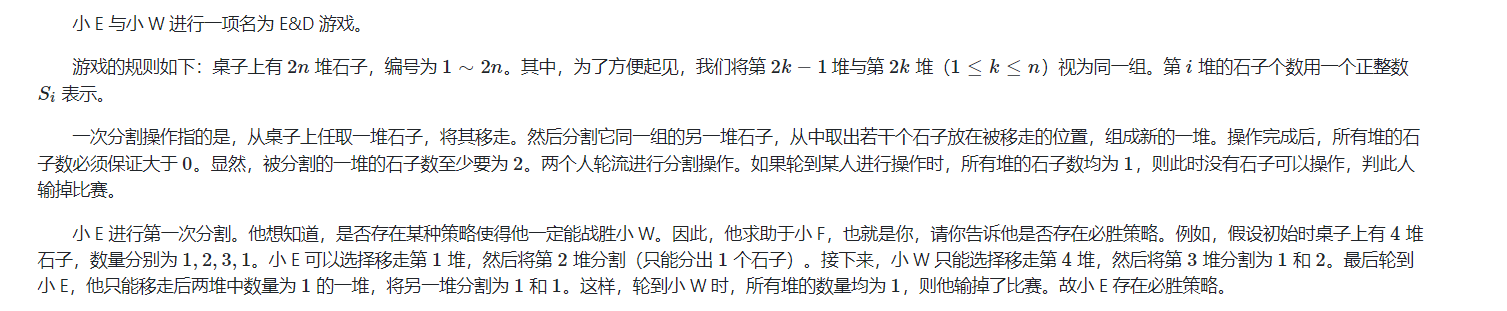 小 E 与小 W 进行一项名为 E&D 游戏。
游戏的规则如下：桌子上有 2n 堆石子，编号为 1 ∼ 2n。其中，为了方便起见，我们将第 2k − 1 堆与第 2k 堆（1 ≤ k ≤ n）视为同一组。第 i 堆的石子个数用一个正整数
S_i 表示。
一次分割操作指的是，从桌子上任取一堆石子，将其移走。然后分割它同一组的另一堆石子，从中取出若干个石子放在被移走的位置，组成新的一堆。操作完成后，所有堆的石
子数必须保证大于 0。显然，被分割的一堆的石子数至少要为 2。两个人轮流进行分割操作。如果轮到某人进行操作时，所有堆的石子数均为 1，则此时没有石子可以操作，判此人
输掉比赛。
小 E 进行第一次分割。他想知道，是否存在某种策略使得他一定能战胜小 W。因此，他求助于小 F，也就是你，请你告诉他是否存在必胜策略。例如，假设初始时桌子上有 4 堆
石子，数量分别为 1, 2, 3, 1。小 E 可以选择移走第 1 堆，然后将第 2 堆分割（只能分出 1 个石子）。接下来，小 W 只能选择移走第 4 堆，然后将第 3 堆分割为 1 和 2。最后轮到
小 E，他只能移走后两堆中数量为 1 的一堆，将另一堆分割为 1 和 1。这样，轮到小 W 时，所有堆的数量均为 1，则他输掉了比赛。故小 E 存在必胜策略。